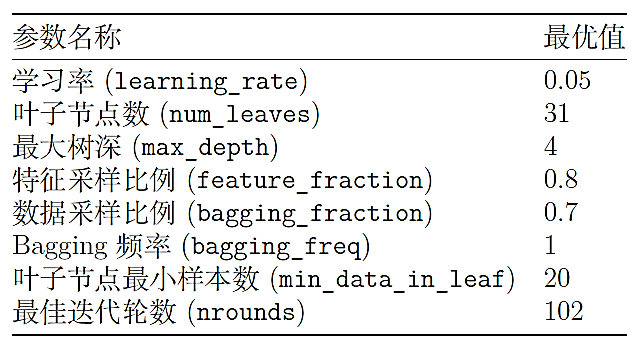 参数名称 最优值
学习率 (learning_rate) 0.05
叶子节点数 (num_leaves) 31
最大树深 (max_depth) 4
特征采样比例 (feature_fraction) 0.8
数据采样比例 (bagging_fraction) 0.7
Bagging 频率 (bagging_freq) 1
叶子节点最小样本数 (min_data_in_leaf) 20
最佳迭代轮数 (nrounds) 102